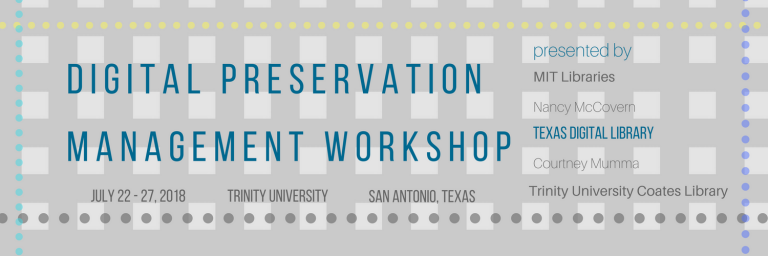 DIGITAL PRESERVATION
MANAGEMENT WORKSHOP
JULY 22 - 27, 2018 TRINITY UNIVERSITY SAN ANTONIO, TEXAS
presented by
MIT Libraries
Nancy McCovern
TEXAS DIGITAL LIBRARY
Courtney Mumma
Trinity University Coates Library